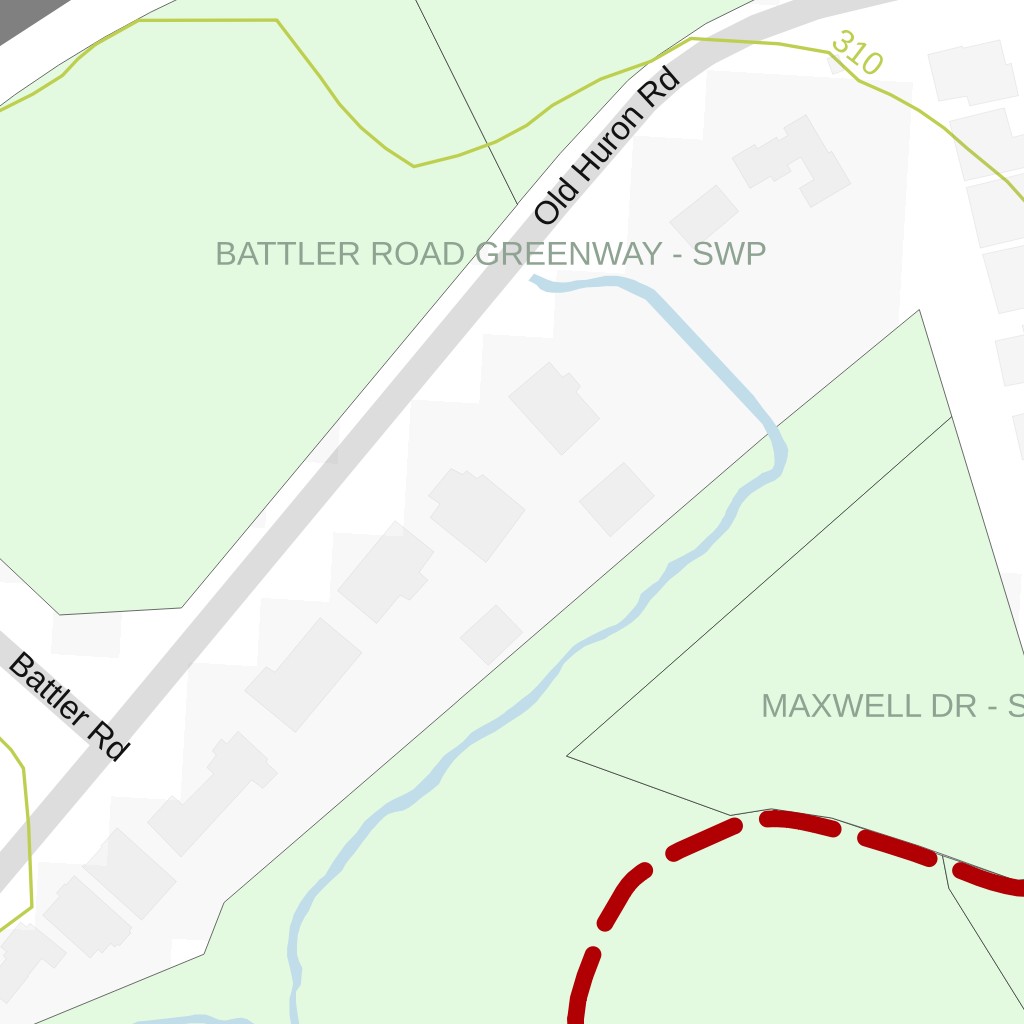 310
Old Huron Rd
BATTLER ROAD GREENWAY - SWP
Battler Rd
MAXWELL DR - S